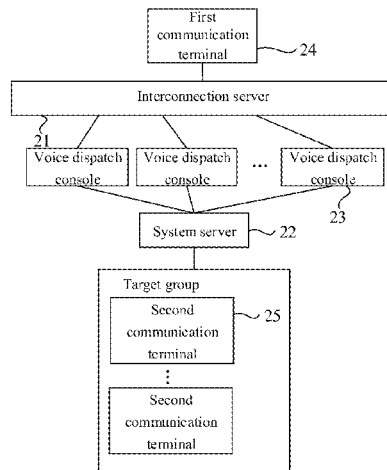 First
communication
terminal
24
Interconnection server
21
Voice dispatch
console
Voice dispatch
console
...
Voice dispatch
console
23
System server
22
Target group
Second
communication
terminal
25
Second
communication
terminal